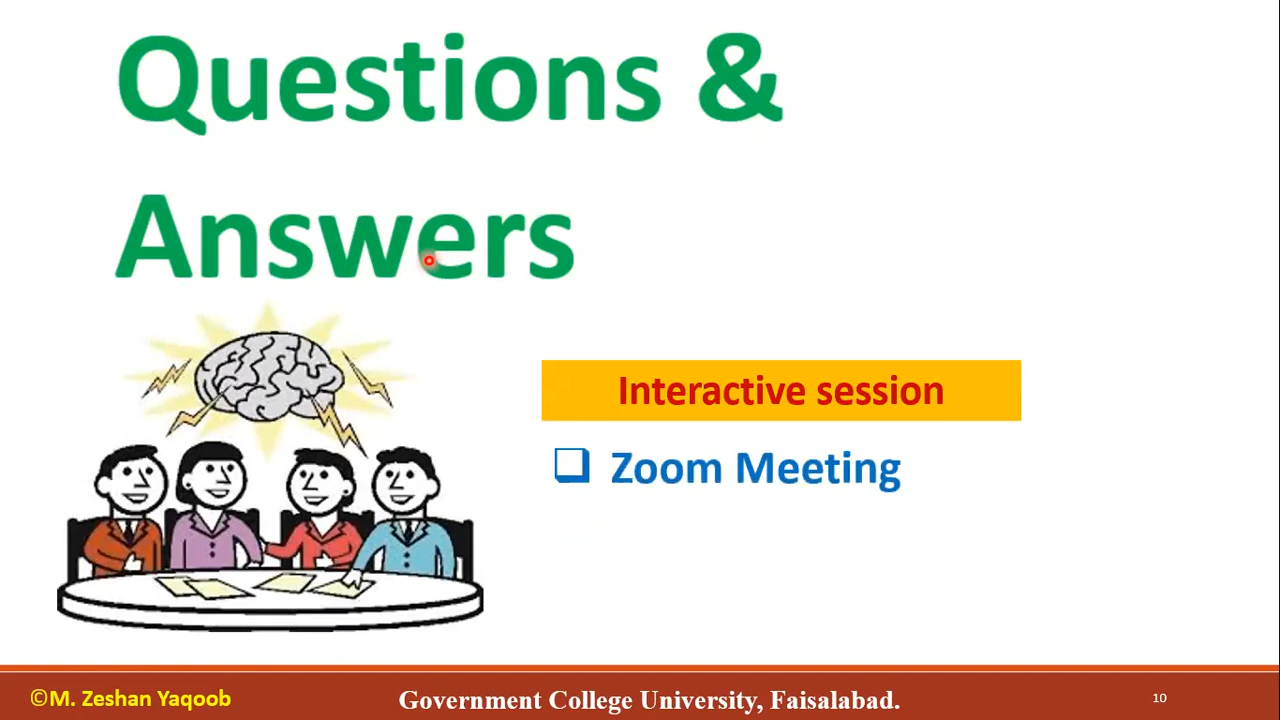 Questions &
Answers
Interactive session
❑ Zoom Meeting
©M. Zeshan Yaqoob
Government College University, Faisalabad.
10